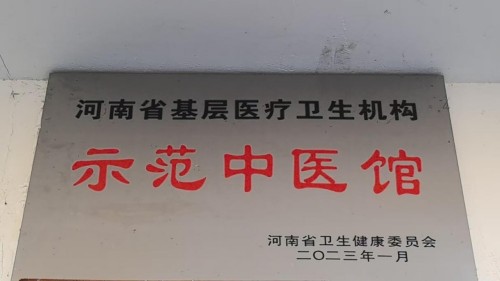 河南省基层医疗卫生机构
示范中医馆
河南省卫生健康委员会
二〇二三年一月